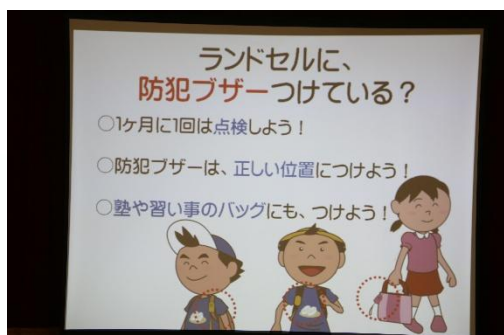 ランドセルに、
防犯ブザーつけている？
○1ヶ月に1回は点検しよう！
○防犯ブザーは、正しい位置につけよう！
○塾や習い事のバッグにも、つけよう！